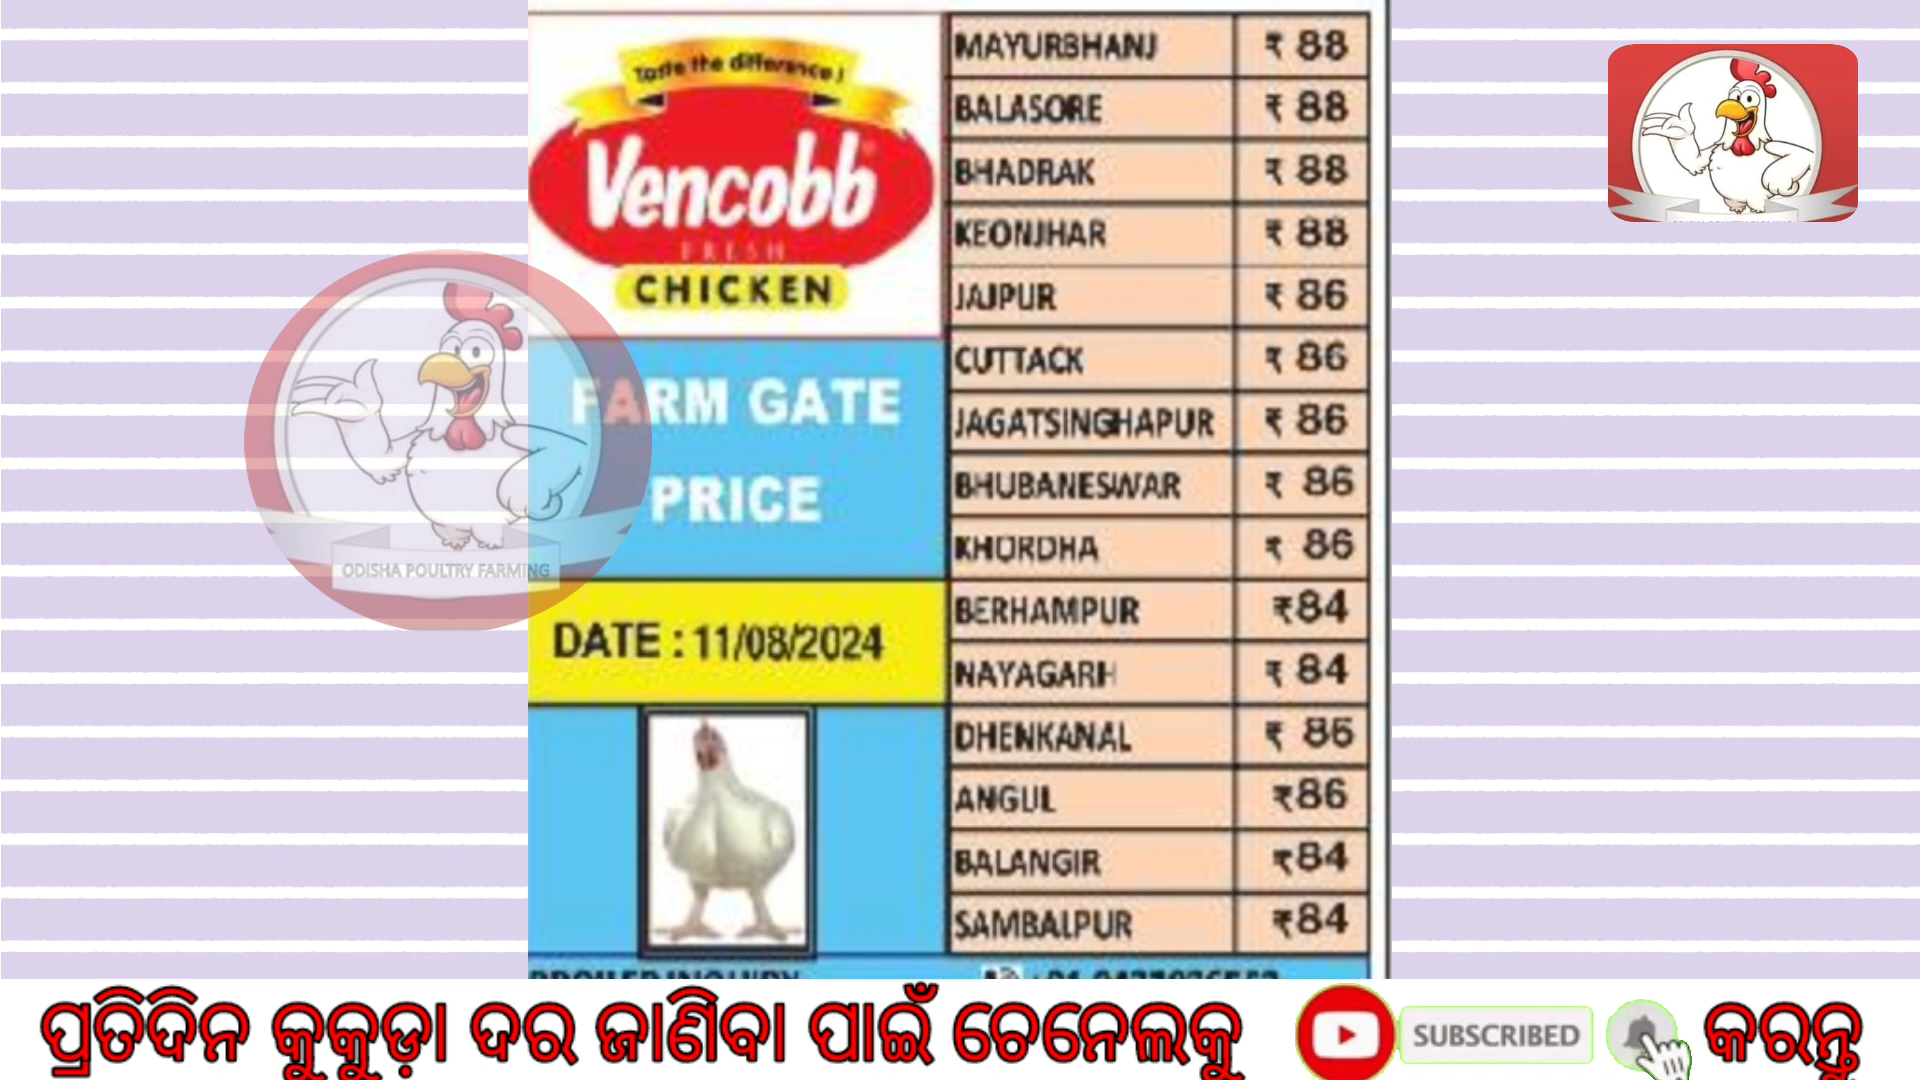 Taste the difference !
Vencobb
FRESH
CHICKEN
FARM GATE
PRICE
DATE : 11/08/2024
ODISHA POULTRY FARMING
MAYURBHANJ ₹ 88
BALASORE ₹ 88
BHADRAK ₹ 88
KEONJHAR ₹ 88
JAJPUR ₹ 86
CUTTACK ₹ 86
JAGATSINGHAPUR ₹ 86
BHUBANESWAR ₹ 86
KHORDHA ₹ 86
BERHAMPUR ₹84
NAYAGARH ₹ 84
DHENKANAL ₹ 86
ANGUL ₹86
BALANGIR ₹84
SAMBALPUR ₹84
BROILER INQUIRY
ପ୍ରତିଦିନ କୁକୁଡ଼ା ଦର ଜାଣିବା ପାଇଁ ଚେନେଲକୁ SUBSCRIBED କରନ୍ତୁ